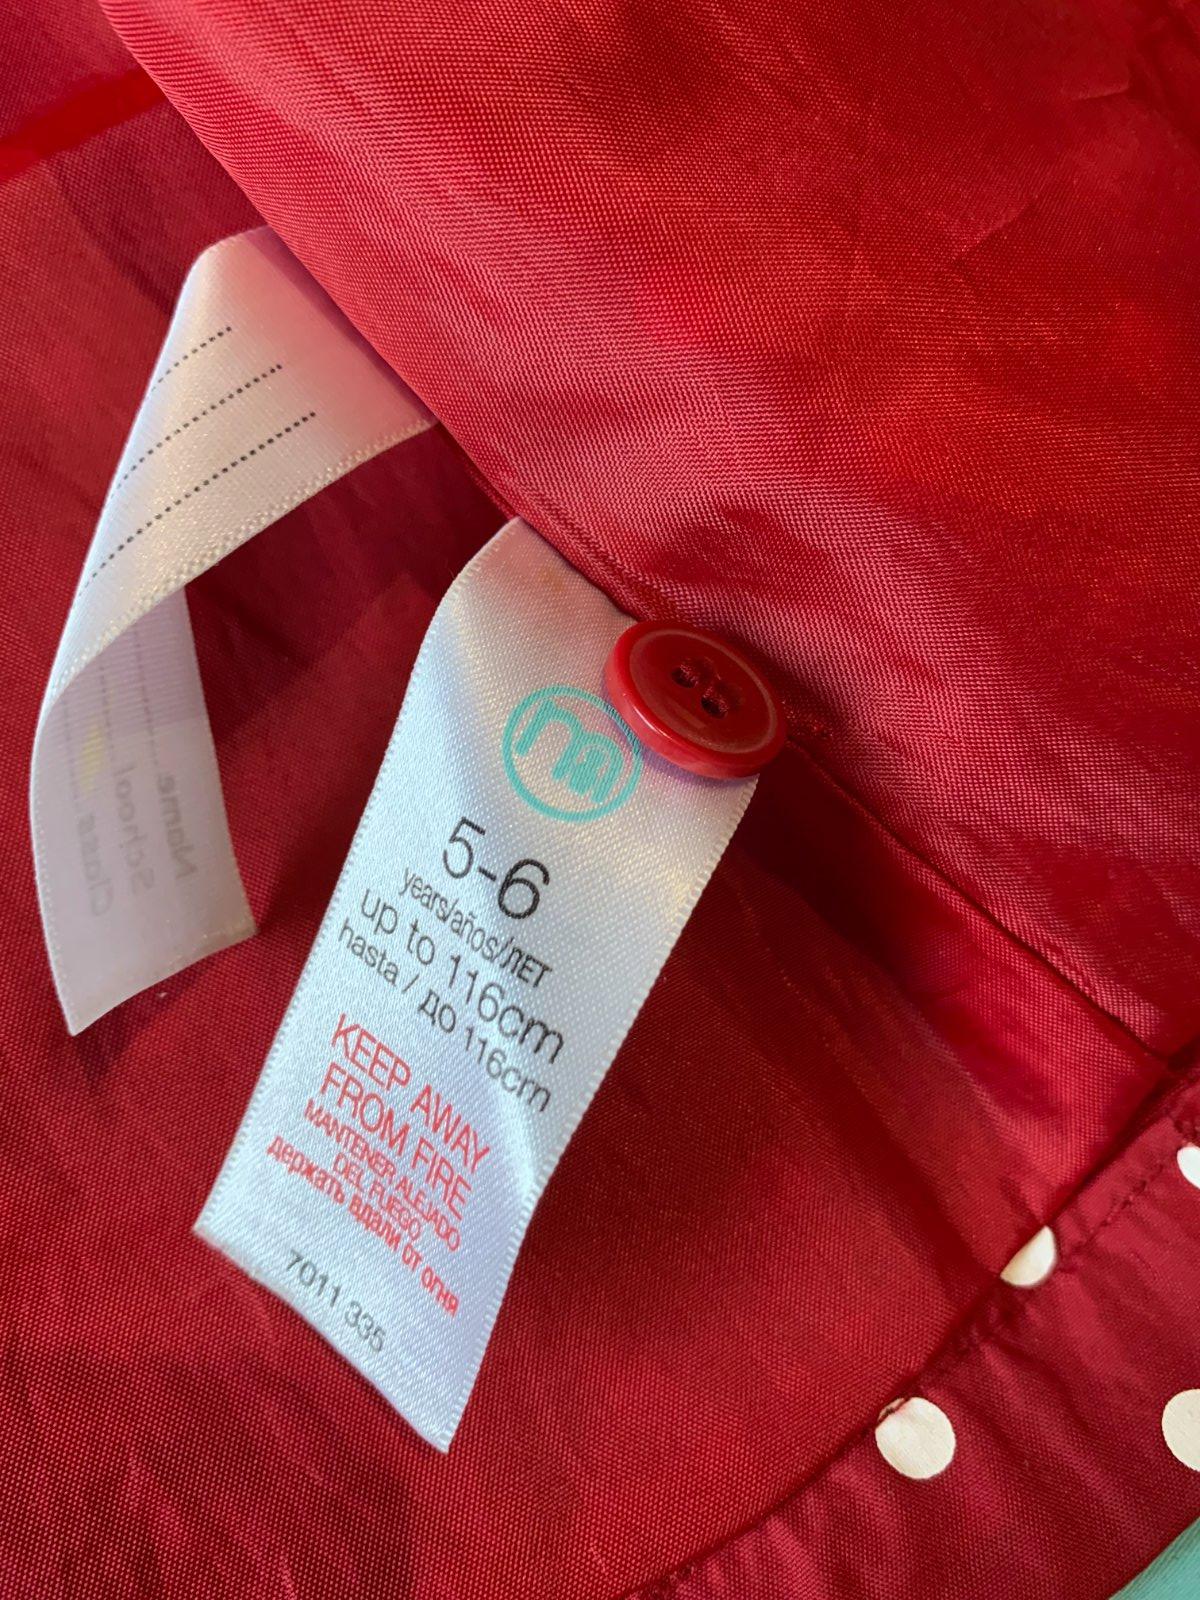 5-6
years/años/ЛЕТ
up to 116cm
hasta / до 116cm
KEEP AWAY
FROM FIRE
MANTENER ALEJADO
DEL FUEGO
держать вдали от огня
7011 335
Name
School
Class